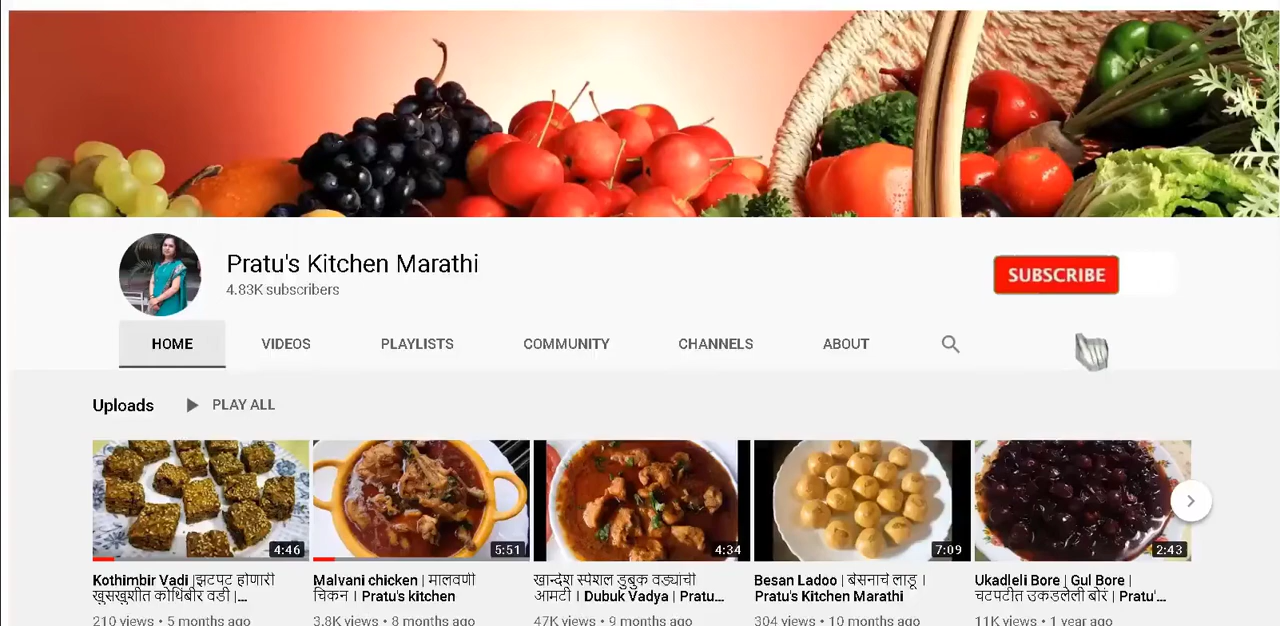 Pratu's Kitchen Marathi
4.83K subscribers
SUBSCRIBE
HOME VIDEOS PLAYLISTS COMMUNITY CHANNELS ABOUT
Uploads PLAY ALL
4:46 5:51 4:34 7:09 2:43
Kothimbir Vadi |झटपट होणारी
खुसखुशीत कोथिंबीर वडी |...
210 views • 5 months ago
Malvani chicken | मालवणी
चिकन । Pratu's kitchen
3.8K views • 8 months ago
खान्देश स्पेशल डुबुक वड्यांची
आमटी । Dubuk Vadya | Pratu...
47K views • 9 months ago
Besan Ladoo | बेसनाचे लाडू ।
Pratu's Kitchen Marathi
304 views • 10 months ago
Ukadleli Bore | Gul Bore |
चटपटीत उकडलेली बोरं | Pratu'...
11K views • 1 year ago